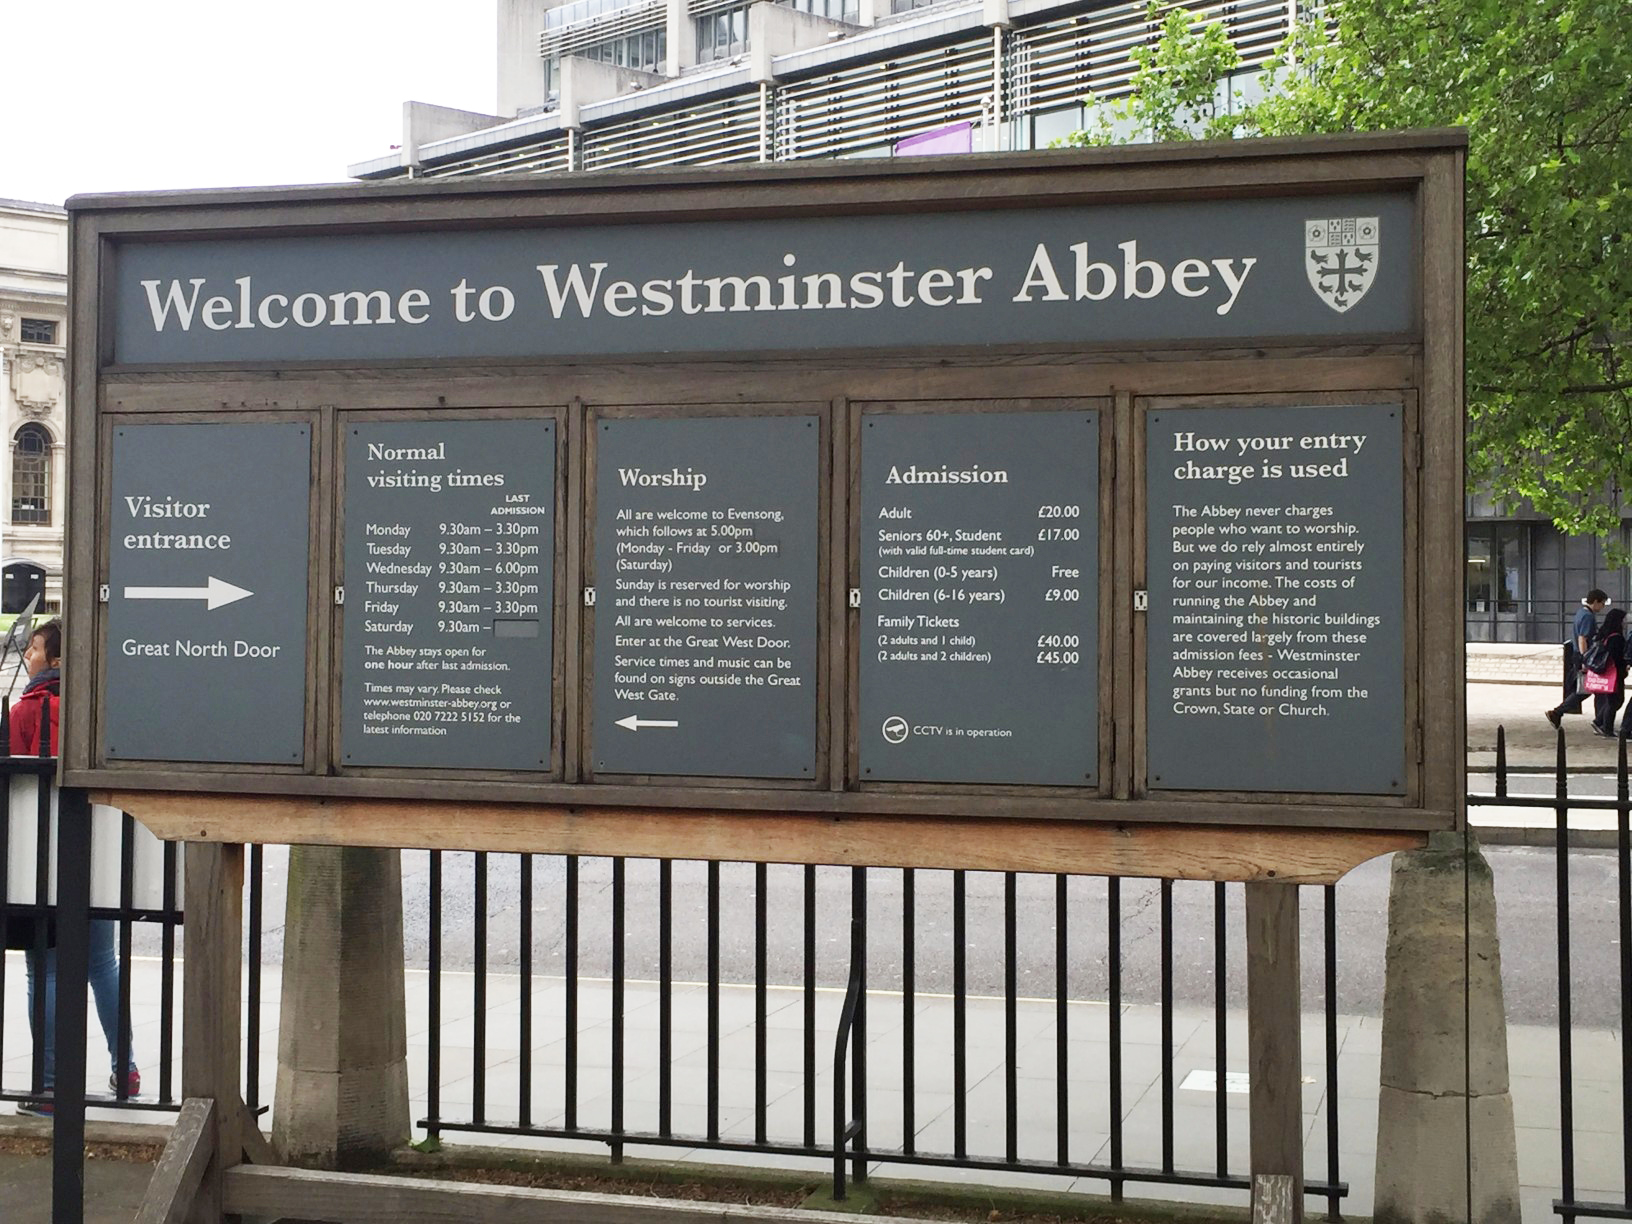 Welcome to Westminster Abbey
Visitor
entrance
Great North Door
Normal
visiting times
LAST
ADMISSION
Monday 9.30am – 3.30pm
Tuesday 9.30am – 3.30pm
Wednesday 9.30am – 6.00pm
Thursday 9.30am – 3.30pm
Friday 9.30am – 3.30pm
Saturday 9.30am –
The Abbey stays open for
one hour after last admission.
Times may vary. Please check
www.westminster-abbey.org or
telephone 020 7222 5152 for the
latest information
Worship
All are welcome to Evensong,
which follows at 5.00pm
(Monday - Friday or 3.00pm
(Saturday)
Sunday is reserved for worship
and there is no tourist visiting.
All are welcome to services.
Enter at the Great West Door.
Service times and music can be
found on signs outside the Great
West Gate.
Admission
Adult £20.00
Seniors 60+, Student £17.00
(with valid full-time student card)
Children (0-5 years) Free
Children (6-16 years) £9.00
Family Tickets
(2 adults and 1 child) £40.00
(2 adults and 2 children) £45.00
CCTV is in operation
How your entry
charge is used
The Abbey never charges
people who want to worship.
But we do rely almost entirely
on paying visitors and tourists
for our income. The costs of
running the Abbey and
maintaining the historic buildings
are covered largely from these
admission fees - Westminster
Abbey receives occasional
grants but no funding from the
Crown, State or Church.